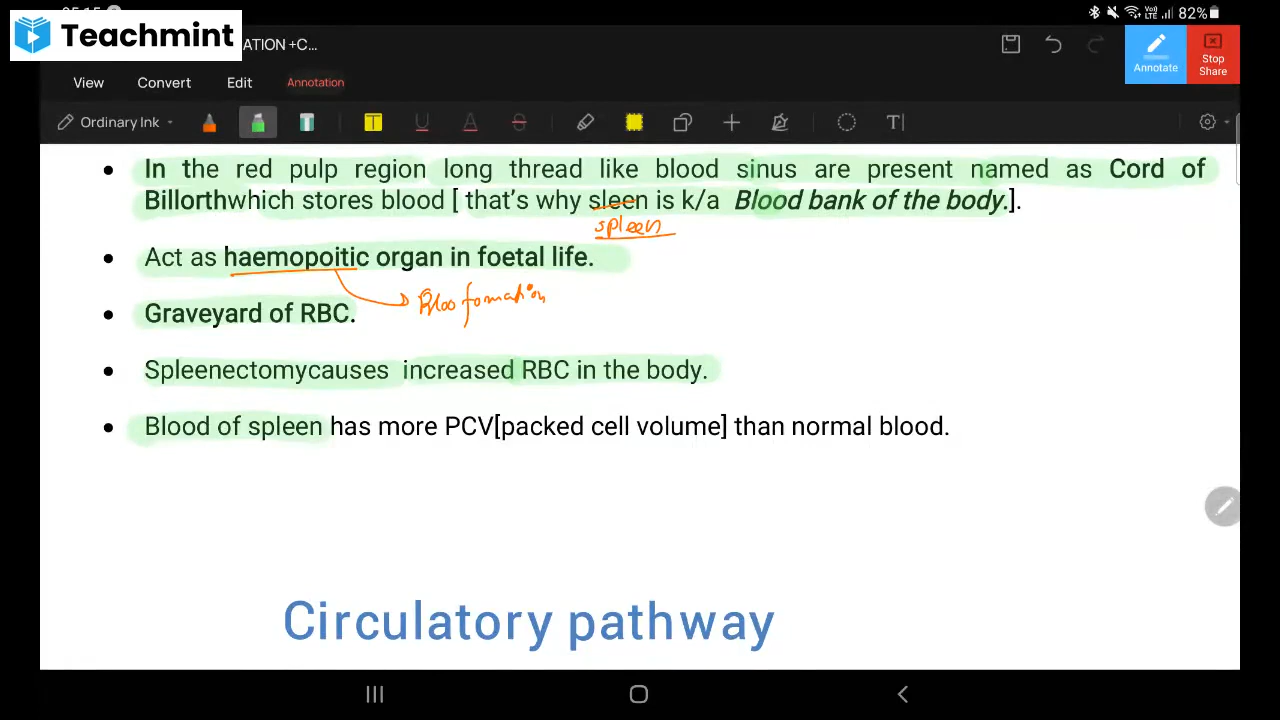 Teachmint
ATION +C...
82%
Annotate
Stop Share
View Convert Edit Annotation
Ordinary Ink
• In the red pulp region long thread like blood sinus are present named as Cord of
Billorthwhich stores blood [ that's why sleen is k/a Blood bank of the body.].
spleen
• Act as haemopoitic organ in foetal life.
Bloo formation
• Graveyard of RBC.
• Spleenectomycauses increased RBC in the body.
• Blood of spleen has more PCV[packed cell volume] than normal blood.
Circulatory pathway